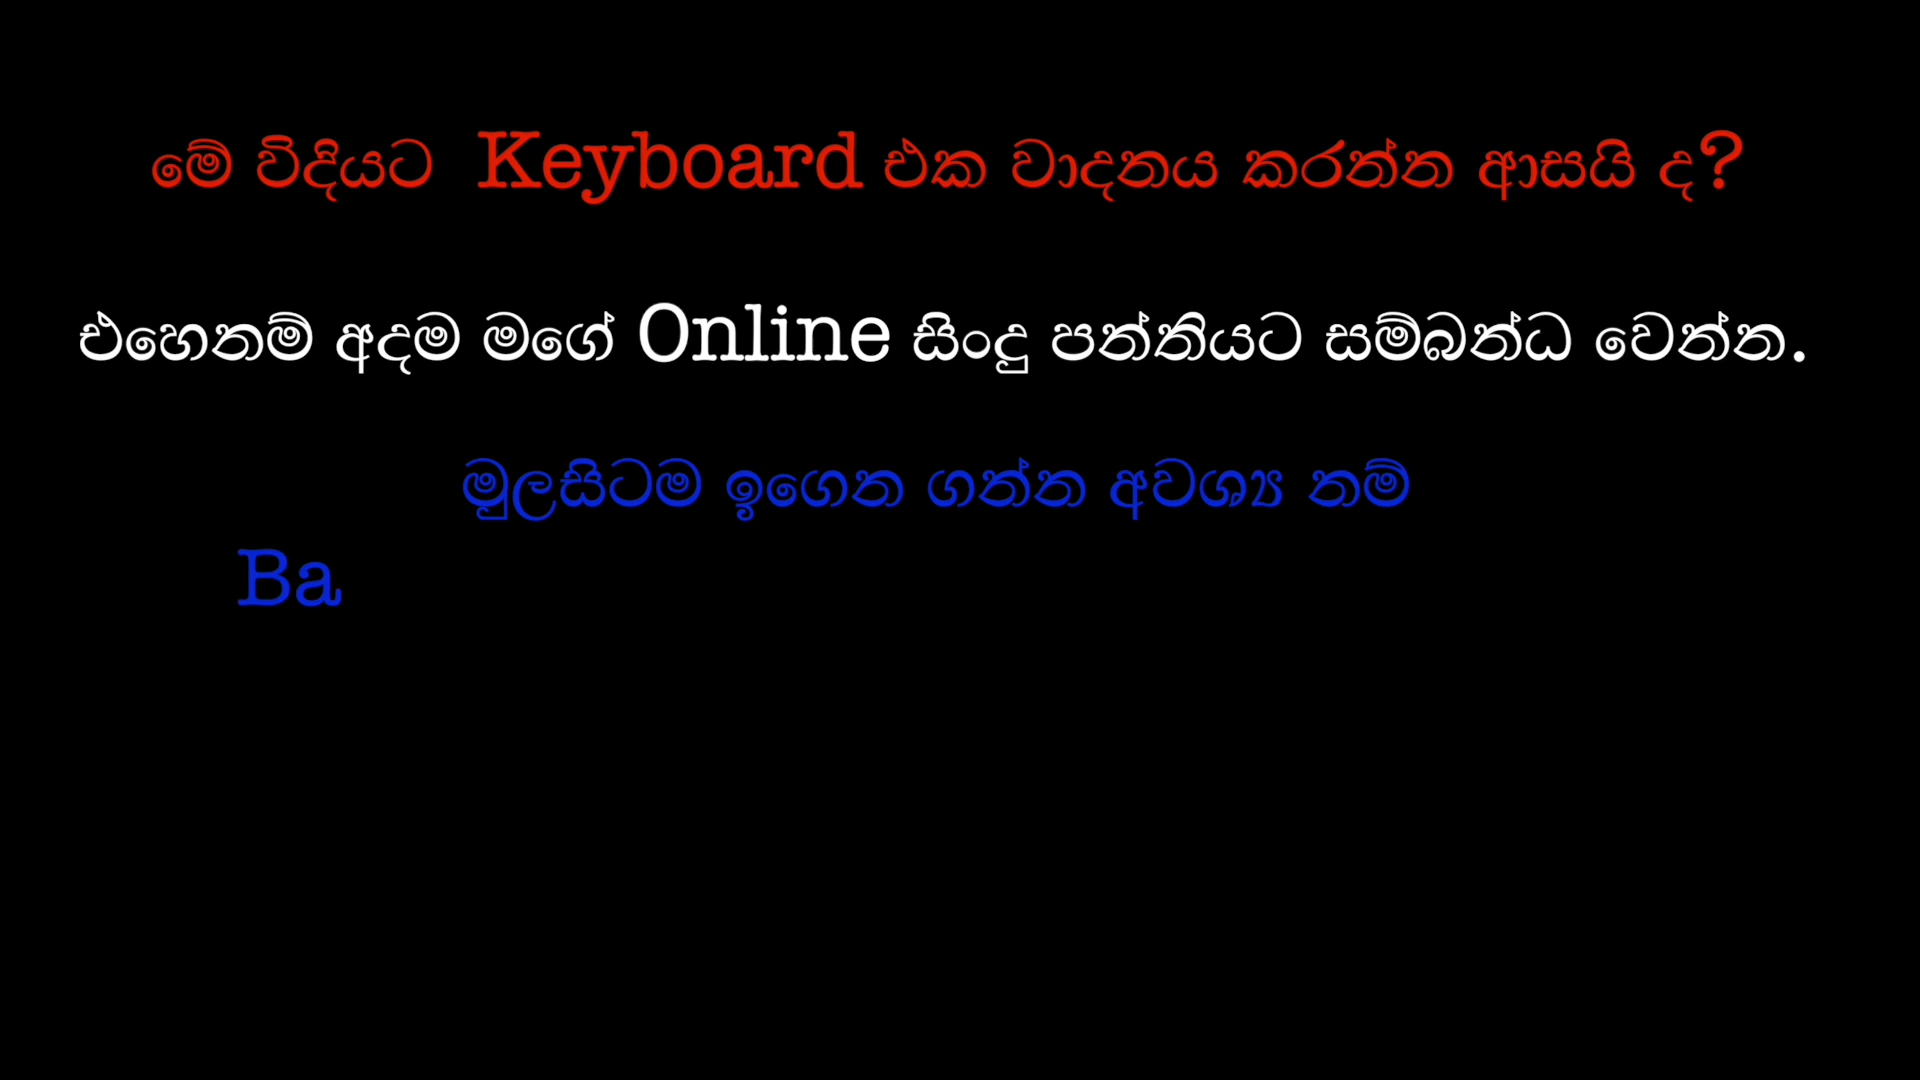 මේ විදියට Keyboard එක වාදනය කරන්න ආසයි ද?
එහෙනම් අදම මගේ Online සිංදු පන්තියට සම්බන්ධ වෙන්න.
මුලසිටම ඉගෙන ගන්න අවශ්‍ය නම්
Ba